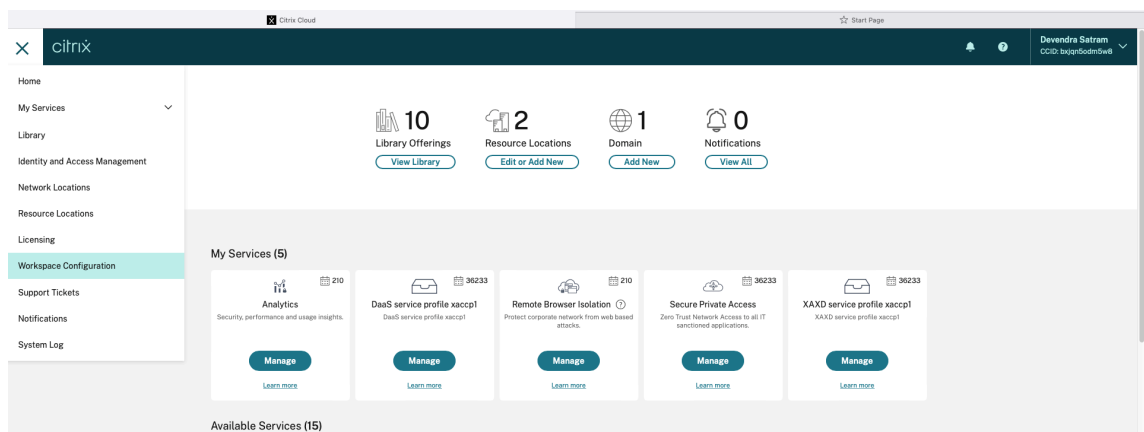 Citrix Cloud
Start Page
citrix
Devendra Satram
CCID: bxjqn5odm5w8
Home
My Services
Library
Identity and Access Management
Network Locations
Resource Locations
Licensing
Workspace Configuration
Support Tickets
Notifications
System Log
10
Library Offerings
View Library
2
Resource Locations
Edit or Add New
1
Domain
Add New
0
Notifications
View All
My Services (5)
210
Analytics
Security, performance and usage insights.
Manage
Learn more
36233
DaaS service profile xaccp1
DaaS service profile xaccp1
Manage
Learn more
210
Remote Browser Isolation ?
Protect corporate network from web based
attacks.
Manage
Learn more
36233
Secure Private Access
Zero Trust Network Access to all IT
sanctioned applications.
Manage
Learn more
36233
XAXD service profile xaccp1
XAXD service profile xaccp1
Manage
Learn more
Available Services (15)